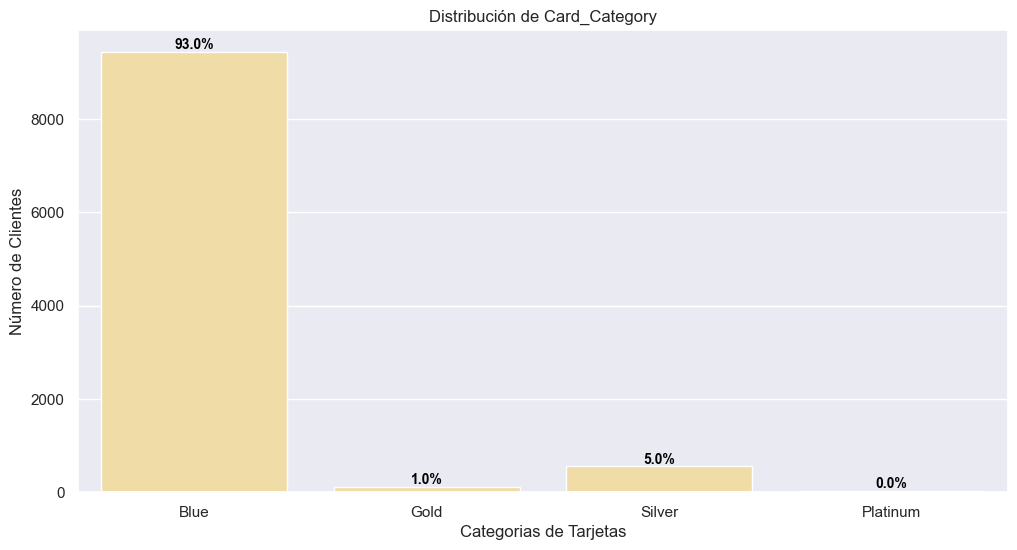 Distribución de Card_Category
93.0%
1.0%
5.0%
0.0%
Número de Clientes
8000
6000
4000
2000
0
Blue
Gold
Silver
Platinum
Categorias de Tarjetas